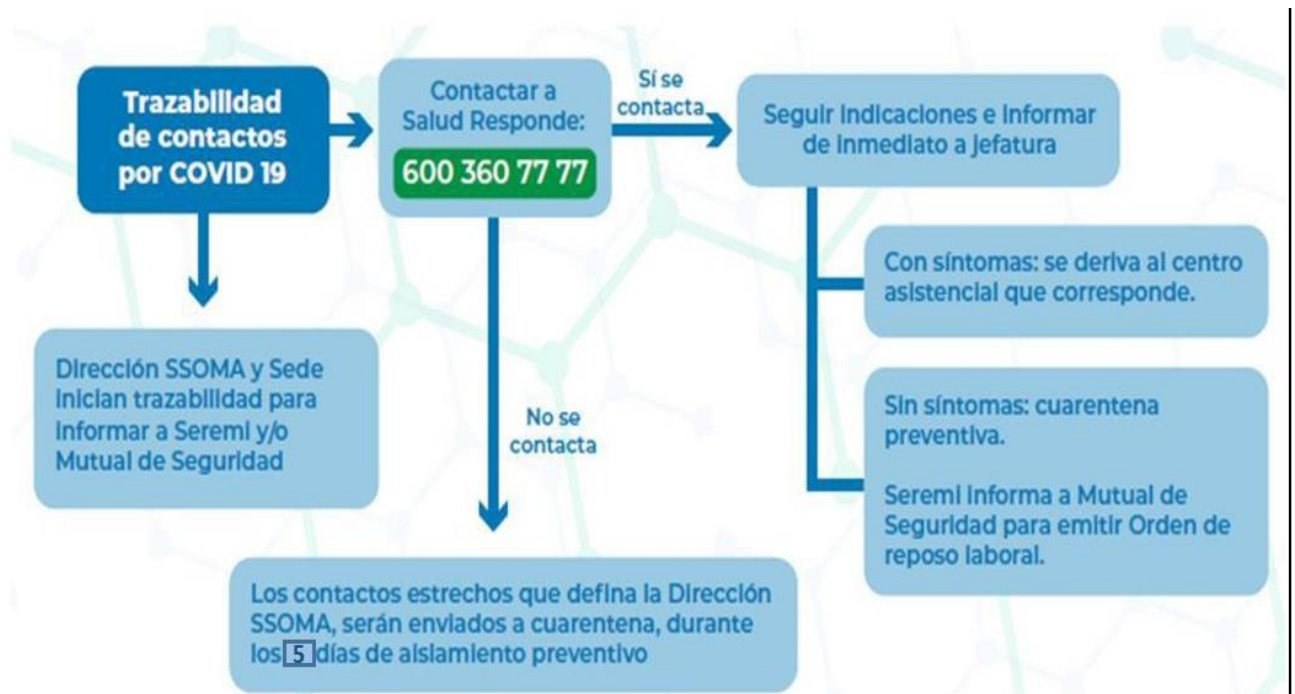 Trazabilidad
de contactos
por COVID 19
Contactar a
Salud Responde:
600 360 77 77
Sí se
contacta
Seguir indicaciones e informar
de inmediato a jefatura
Con síntomas: se deriva al centro
asistencial que corresponde.
Sin síntomas: cuarentena
preventiva.
Seremi informa a Mutual de
Seguridad para emitir Orden de
reposo laboral.
Dirección SSOMA y Sede
inician trazabilidad para
informar a Seremi y/o
Mutual de Seguridad
No se
contacta
Los contactos estrechos que defina la Dirección
SSOMA, serán enviados a cuarentena, durante
los 5 días de aislamiento preventivo